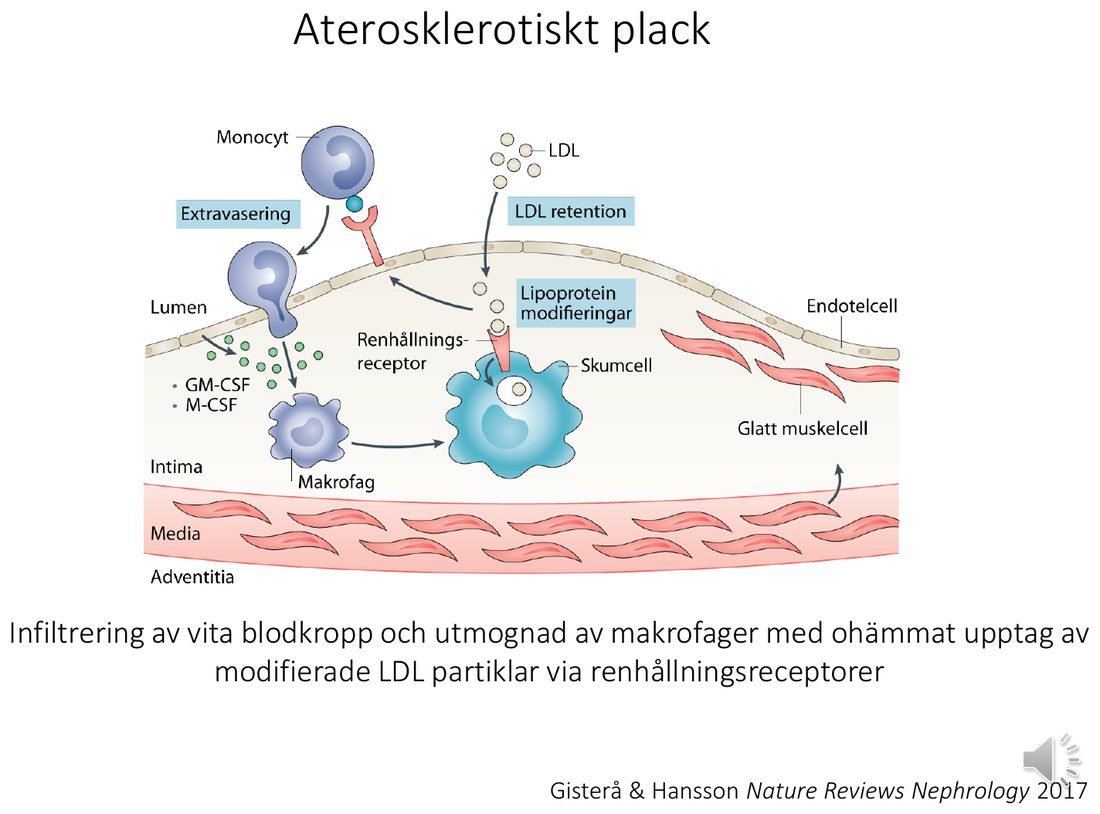 Aterosklerotiskt plack
Monocyt
LDL
Extravasering
LDL retention
Lumen
Lipoprotein
modifieringar
Endotelcell
Renhållnings-
receptor
Skumcell
• GM-CSF
• M-CSF
Glatt muskelcell
Intima
Makrofag
Media
Adventitia
Infiltrering av vita blodkropp och utmognad av makrofager med ohämmat upptag av
modifierade LDL partiklar via renhållningsreceptorer
Gisterå & Hansson Nature Reviews Nephrology 2017